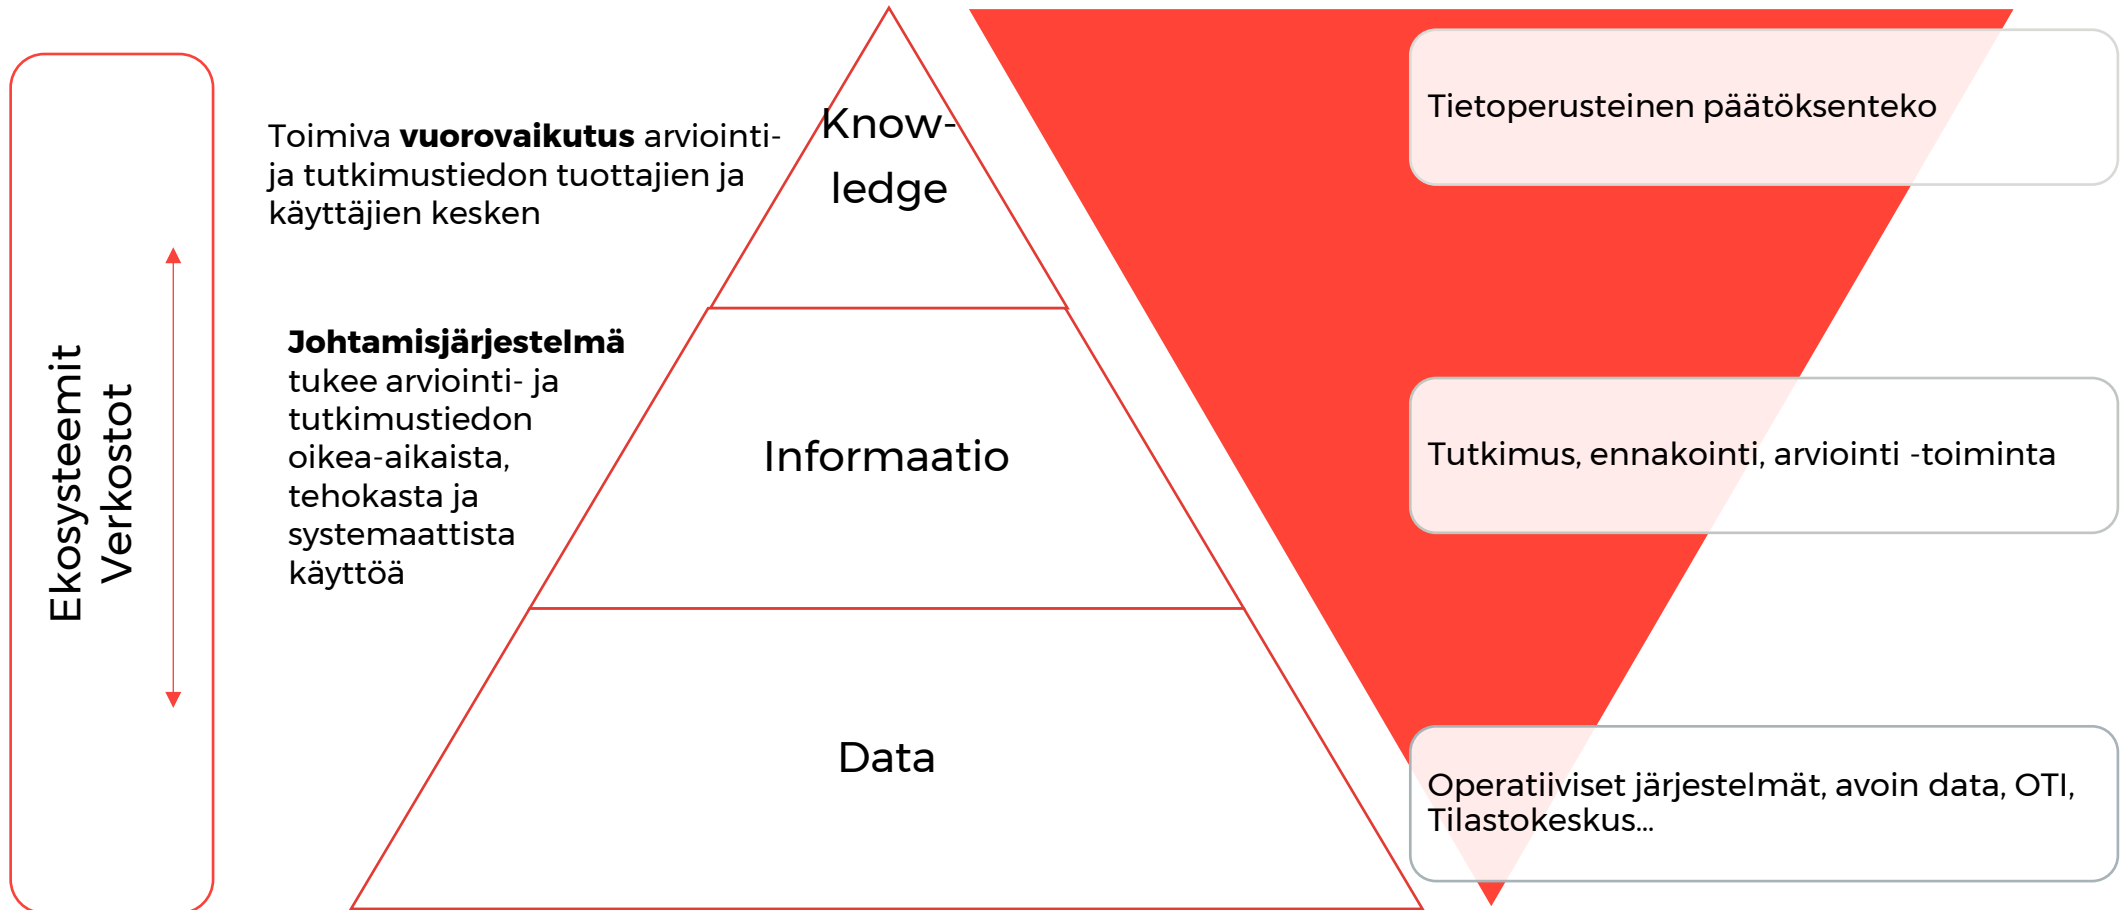 Ekosysteemit
Verkostot
Toimiva vuorovaikutus arviointi-
ja tutkimustiedon tuottajien ja
käyttäjien kesken
Johtamisjärjestelmä
tukee arviointi- ja
tutkimustiedon
oikea-aikaista,
tehokasta ja
systemaattista
käyttöä
Know-
ledge
Informaatio
Data
Tietoperusteinen päätöksenteko
Tutkimus, ennakointi, arviointi -toiminta
Operatiiviset järjestelmät, avoin data, OTI,
Tilastokeskus...